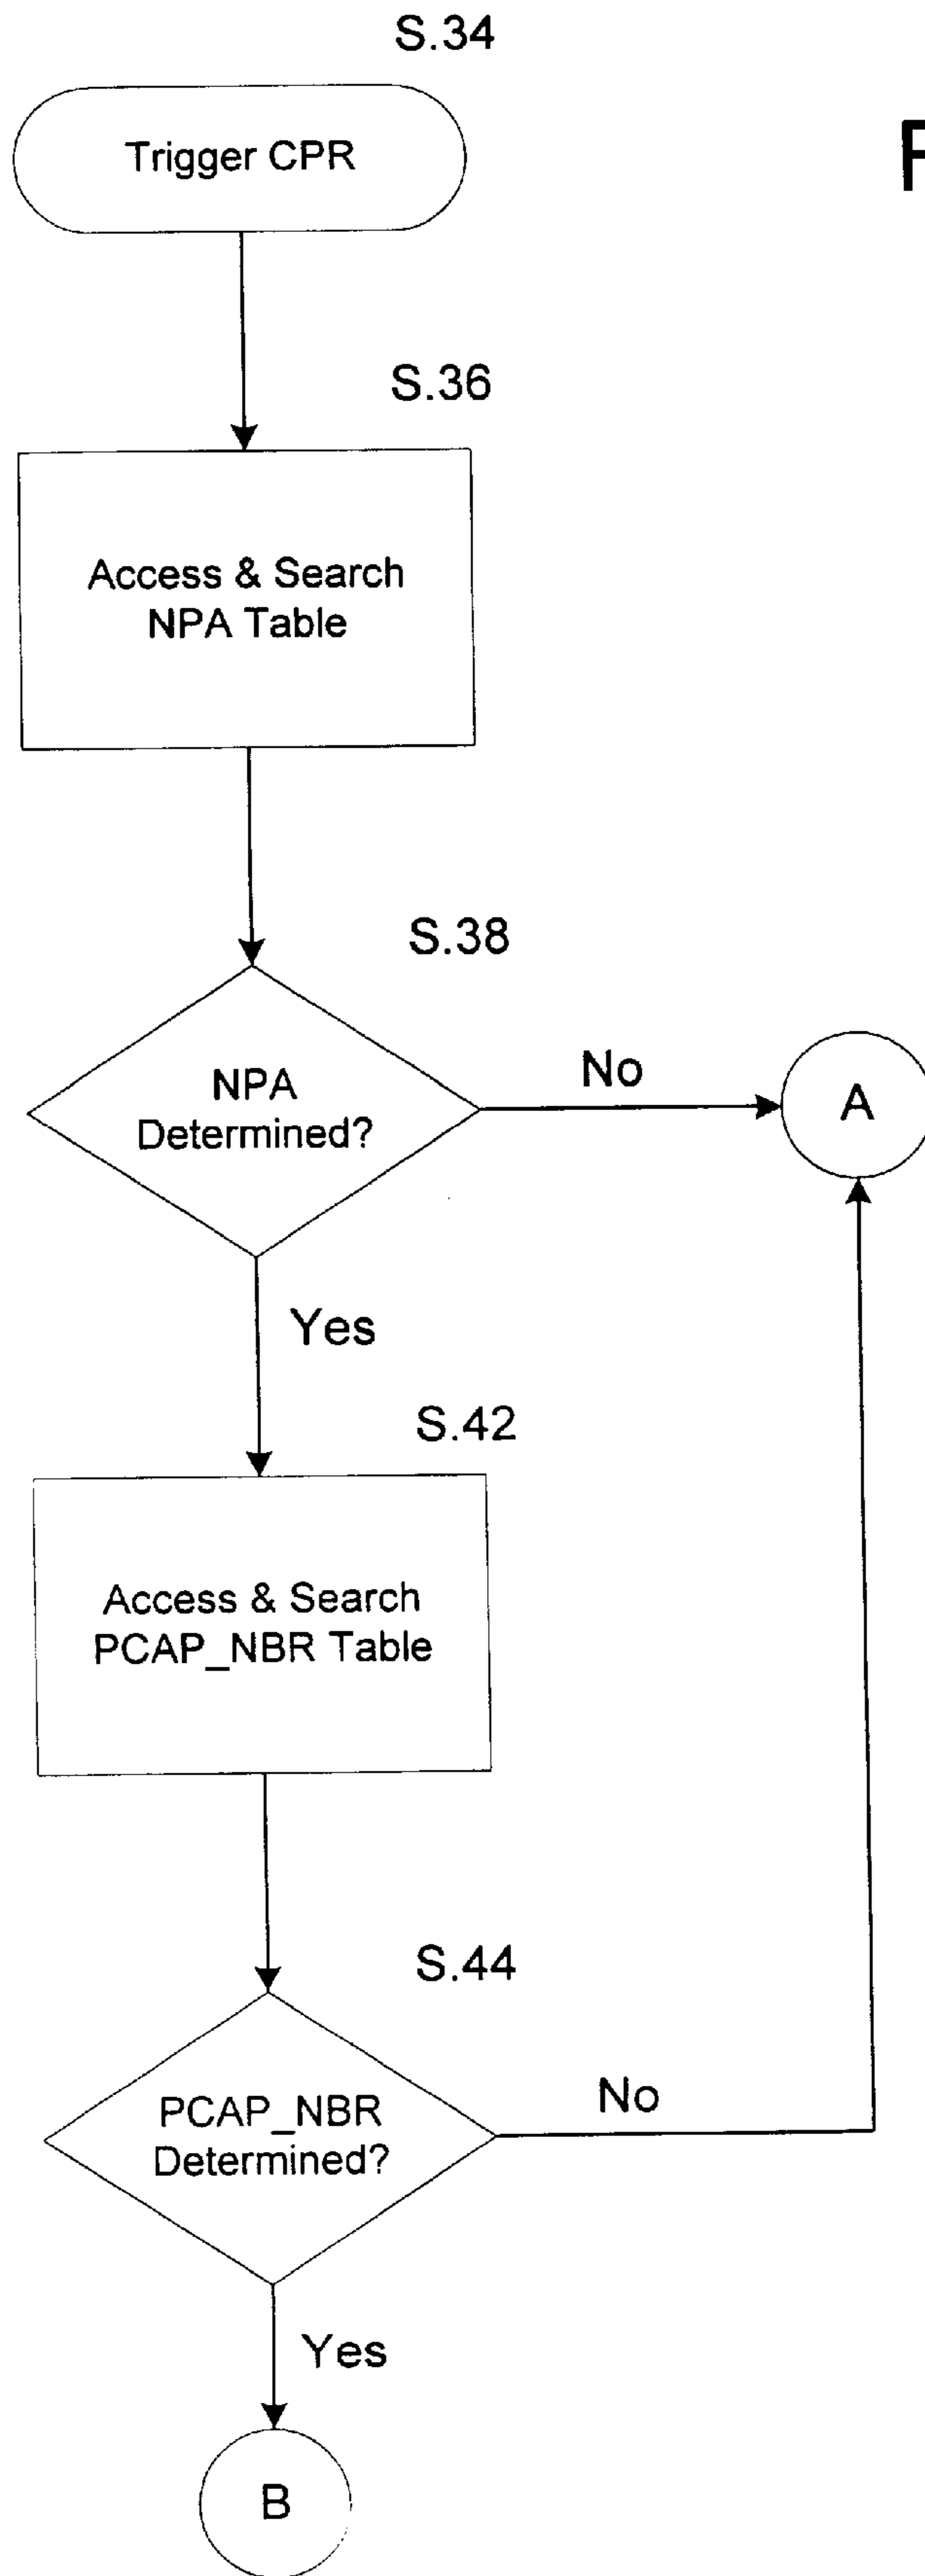 S.34
Trigger CPR
F
S.36
Access & Search
NPA Table
S.38
NPA
Determined?
No
A
Yes
S.42
Access & Search
PCAP_NBR Table
S.44
PCAP_NBR
Determined?
No
Yes
B